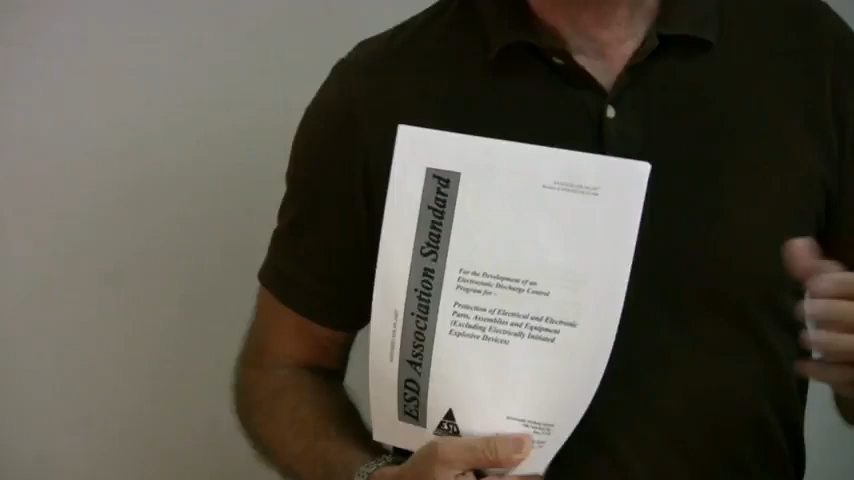 ESD Association Standard
For the Development of an
Electrostatic Discharge Control
Program for –
Protection of Electrical and Electronic
Parts, Assemblies and Equipment
(Excluding Electrically Initiated
Explosive Devices)
ESD